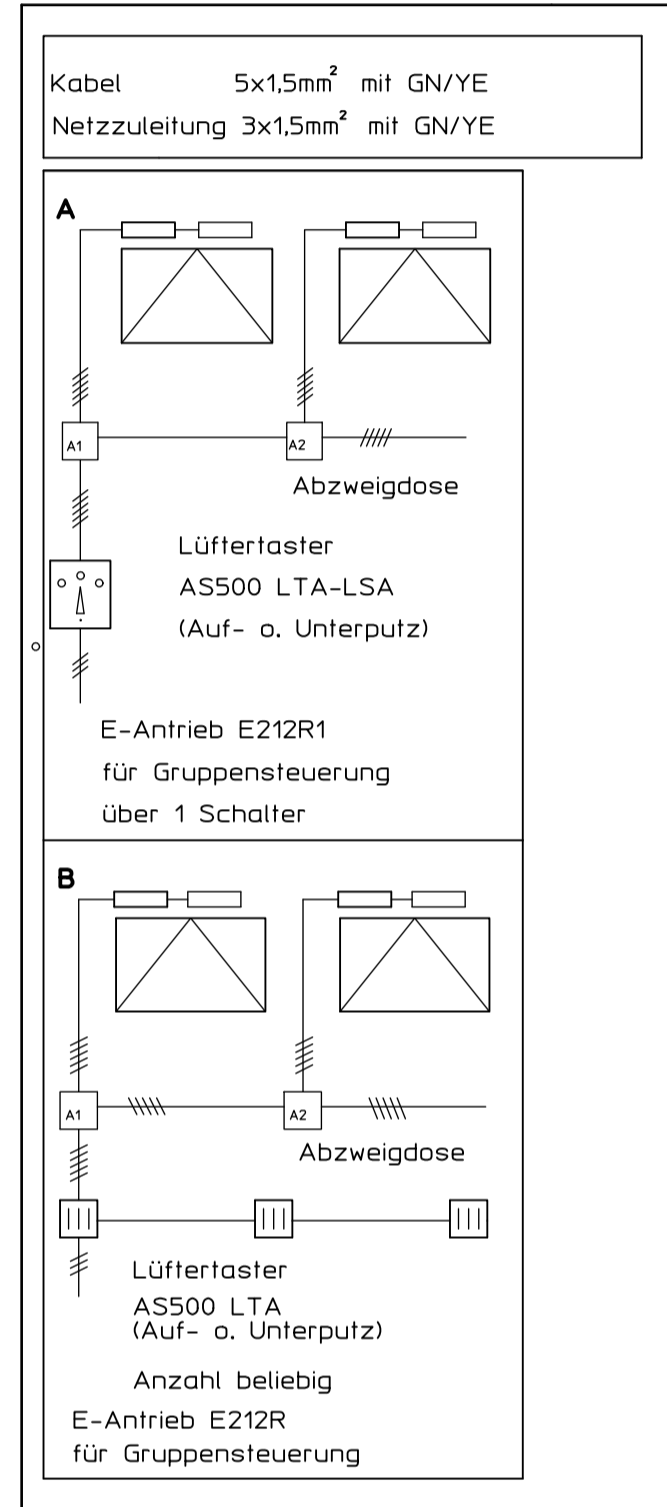 Kabel 5x1,5mm² mit GN/YE
Netzzuleitung 3x1,5mm² mit GN/YE
A
A1
A2
Abzweigdose
Lüftertaster
AS500 LTA-LSA
(Auf- o. Unterputz)
E-Antrieb E212R1
für Gruppensteuerung
über 1 Schalter
B
A1
A2
Abzweigdose
Lüftertaster
AS500 LTA
(Auf- o. Unterputz)
Anzahl beliebig
E-Antrieb E212R
für Gruppensteuerung